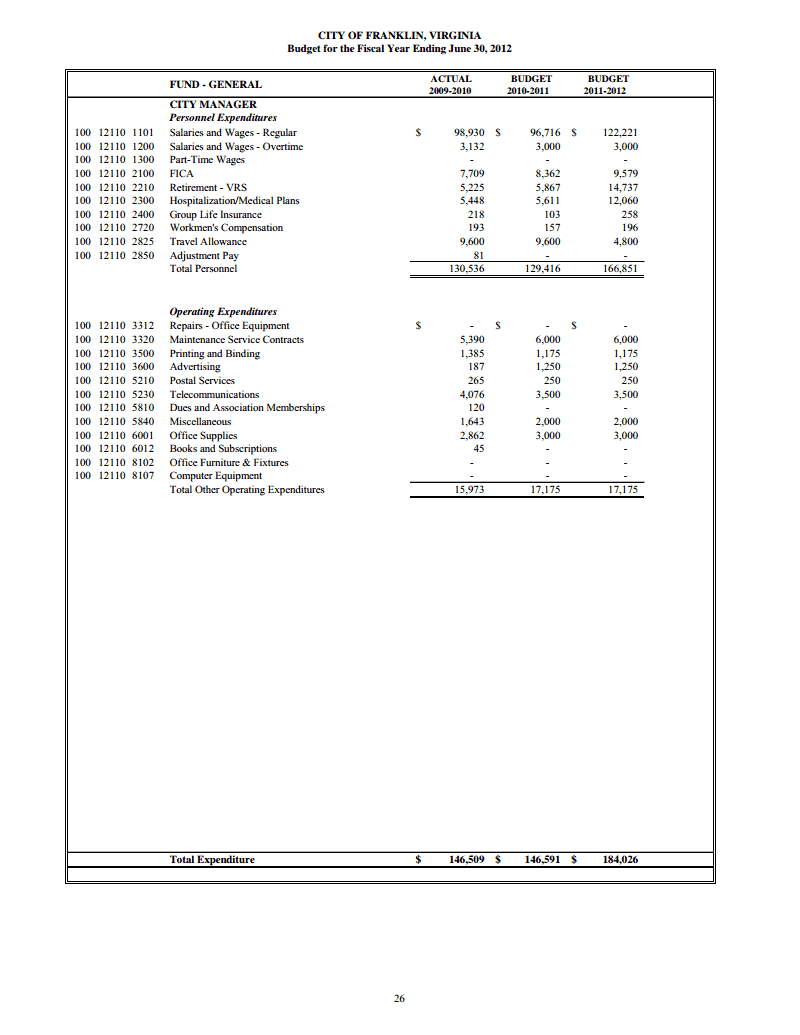 CITY OF FRANKLIN, VIRGINIA
Budget for the Fiscal Year Ending June 30, 2012
FUND - GENERAL ACTUAL 2009-2010 BUDGET 2010-2011 BUDGET 2011-2012
CITY MANAGER
Personnel Expenditures
100 12110 1101 Salaries and Wages - Regular $ 98,930 $ 96,716 $ 122,221
100 12110 1200 Salaries and Wages - Overtime 3,132 3,000 3,000
100 12110 1300 Part-Time Wages - - -
100 12110 2100 FICA 7,709 8,362 9,579
100 12110 2210 Retirement - VRS 5,225 5,867 14,737
100 12110 2300 Hospitalization/Medical Plans 5,448 5,611 12,060
100 12110 2400 Group Life Insurance 218 103 258
100 12110 2720 Workmen's Compensation 193 157 196
100 12110 2825 Travel Allowance 9,600 9,600 4,800
100 12110 2850 Adjustment Pay 81 - -
Total Personnel 130,536 129,416 166,851
Operating Expenditures
100 12110 3312 Repairs - Office Equipment $ - $ - $ -
100 12110 3320 Maintenance Service Contracts 5,390 6,000 6,000
100 12110 3500 Printing and Binding 1,385 1,175 1,175
100 12110 3600 Advertising 187 1,250 1,250
100 12110 5210 Postal Services 265 250 250
100 12110 5230 Telecommunications 4,076 3,500 3,500
100 12110 5810 Dues and Association Memberships 120 - -
100 12110 5840 Miscellaneous 1,643 2,000 2,000
100 12110 6001 Office Supplies 2,862 3,000 3,000
100 12110 6012 Books and Subscriptions 45 - -
100 12110 8102 Office Furniture & Fixtures - - -
100 12110 8107 Computer Equipment - - -
Total Other Operating Expenditures 15,973 17,175 17,175
Total Expenditure $ 146,509 $ 146,591 $ 184,026
26